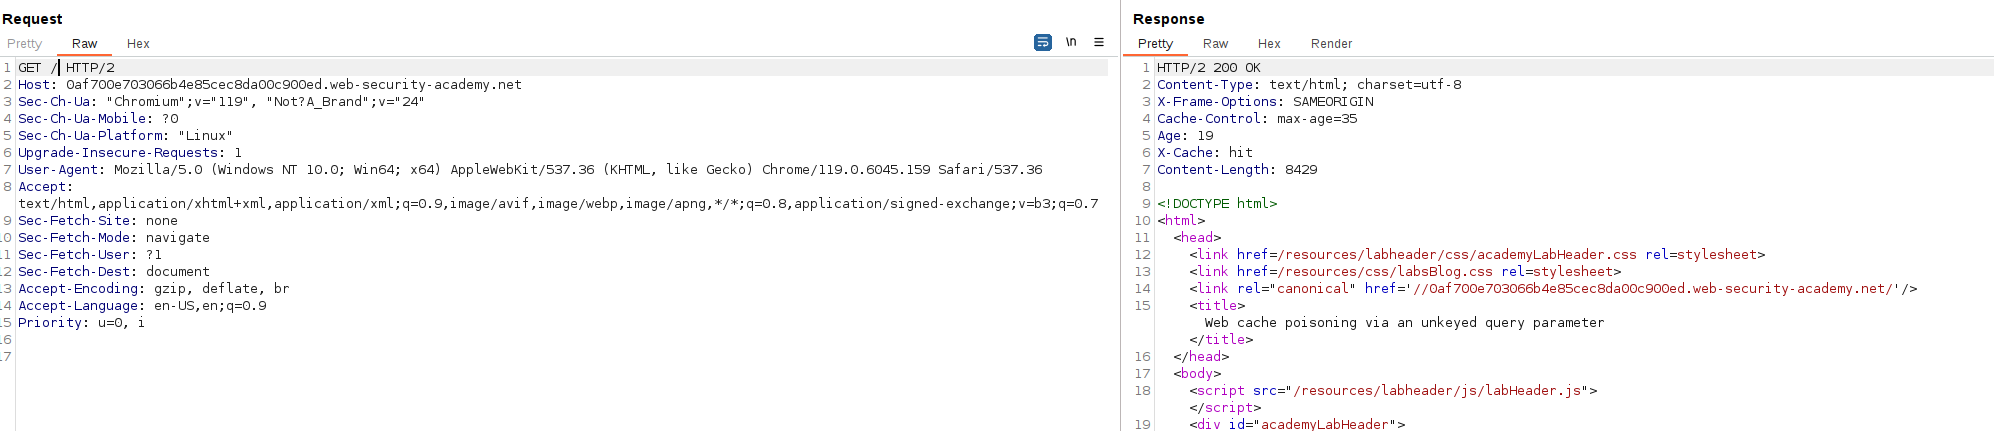 Request
Pretty Raw Hex
\n
1 GET / HTTP/2
2 Host: 0af700e703066b4e85cec8da00c900ed.web-security-academy.net
3 Sec-Ch-Ua: "Chromium";v="119", "Not?A_Brand";v="24"
4 Sec-Ch-Ua-Mobile: ?0
5 Sec-Ch-Ua-Platform: "Linux"
6 Upgrade-Insecure-Requests: 1
7 User-Agent: Mozilla/5.0 (Windows NT 10.0; Win64; x64) AppleWebKit/537.36 (KHTML, like Gecko) Chrome/119.0.6045.159 Safari/537.36
8 Accept:
text/html,application/xhtml+xml,application/xml;q=0.9,image/avif,image/webp,image/apng,*/*;q=0.8,application/signed-exchange;v=b3;q=0.7
9 Sec-Fetch-Site: none
10 Sec-Fetch-Mode: navigate
11 Sec-Fetch-User: ?1
12 Sec-Fetch-Dest: document
13 Accept-Encoding: gzip, deflate, br
14 Accept-Language: en-US,en;q=0.9
15 Priority: u=0, i
16
17
Response
Pretty Raw Hex Render
1 HTTP/2 200 OK
2 Content-Type: text/html; charset=utf-8
3 X-Frame-Options: SAMEORIGIN
4 Cache-Control: max-age=35
5 Age: 19
6 X-Cache: hit
7 Content-Length: 8429
8
9 <!DOCTYPE html>
10 <html>
11 <head>
12 <link href=/resources/labheader/css/academyLabHeader.css rel=stylesheet>
13 <link href=/resources/css/labsBlog.css rel=stylesheet>
14 <link rel="canonical" href='//0af700e703066b4e85cec8da00c900ed.web-security-academy.net/'/>
15 <title>
Web cache poisoning via an unkeyed query parameter
</title>
16 </head>
17 <body>
18 <script src="/resources/labheader/js/labHeader.js">
</script>
19 <div id="academyLabHeader">